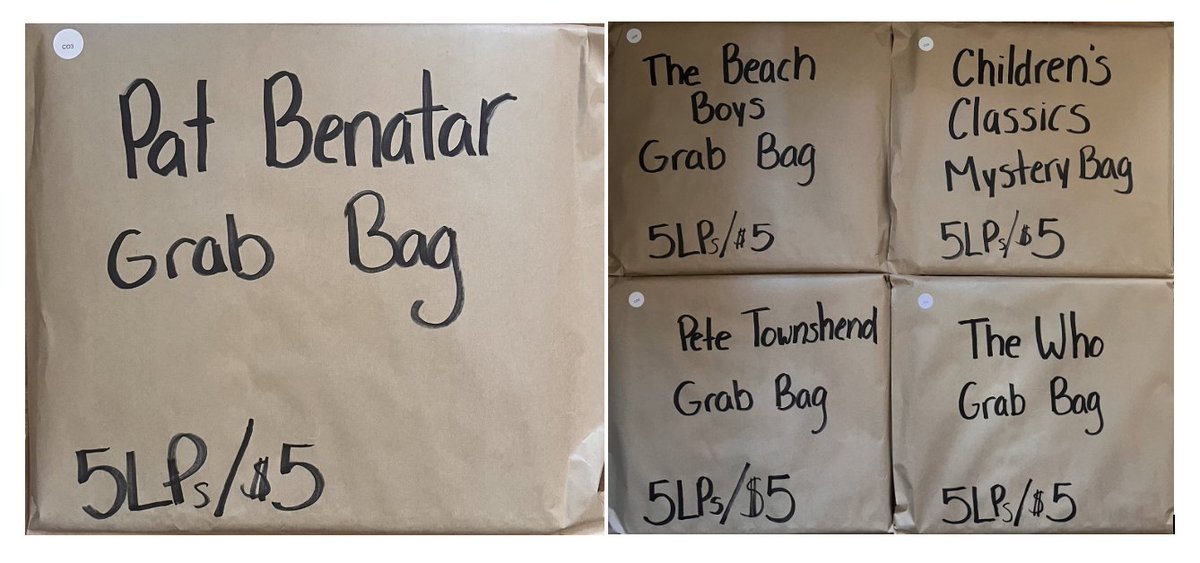 CO3
Pat Benatar
Grab Bag
5LPs/$5
The Beach
Boys
Grab Bag
5LPs/$5
Children's
Classics
Mystery Bag
5LPs/$5
Pete Townshend
Grab Bag
5LPs/$5
The Who
Grab Bag
5LPs/$5